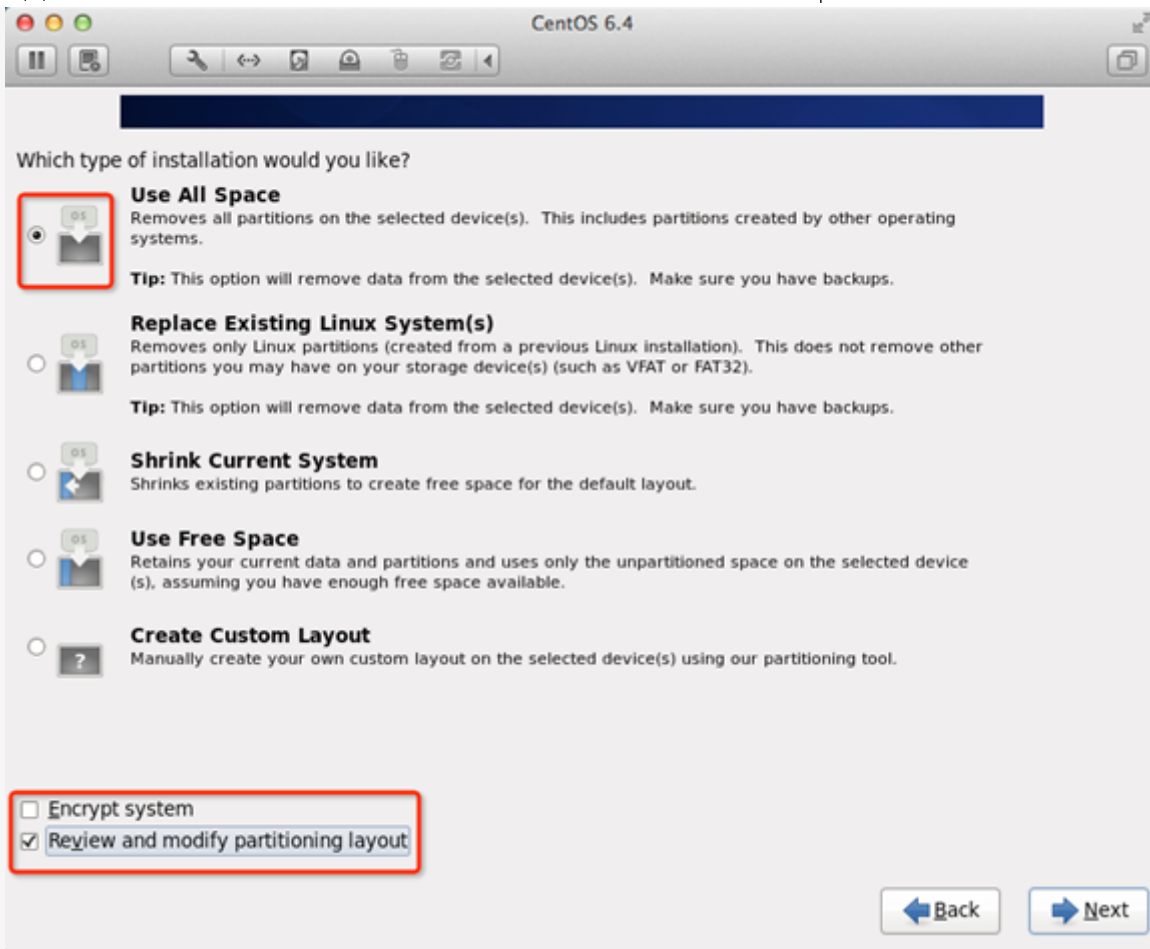 CentOS 6.4
Which type of installation would you like?
Use All Space
Removes all partitions on the selected device(s). This includes partitions created by other operating
systems.
Tip: This option will remove data from the selected device(s). Make sure you have backups.
Replace Existing Linux System(s)
Removes only Linux partitions (created from a previous Linux installation). This does not remove other
partitions you may have on your storage device(s) (such as VFAT or FAT32).
Tip: This option will remove data from the selected device(s). Make sure you have backups.
Shrink Current System
Shrinks existing partitions to create free space for the default layout.
Use Free Space
Retains your current data and partitions and uses only the unpartitioned space on the selected device
(s), assuming you have enough free space available.
Create Custom Layout
Manually create your own custom layout on the selected device(s) using our partitioning tool.
Encrypt system
Review and modify partitioning layout
Back
Next
OS
OS
OS
OS
?